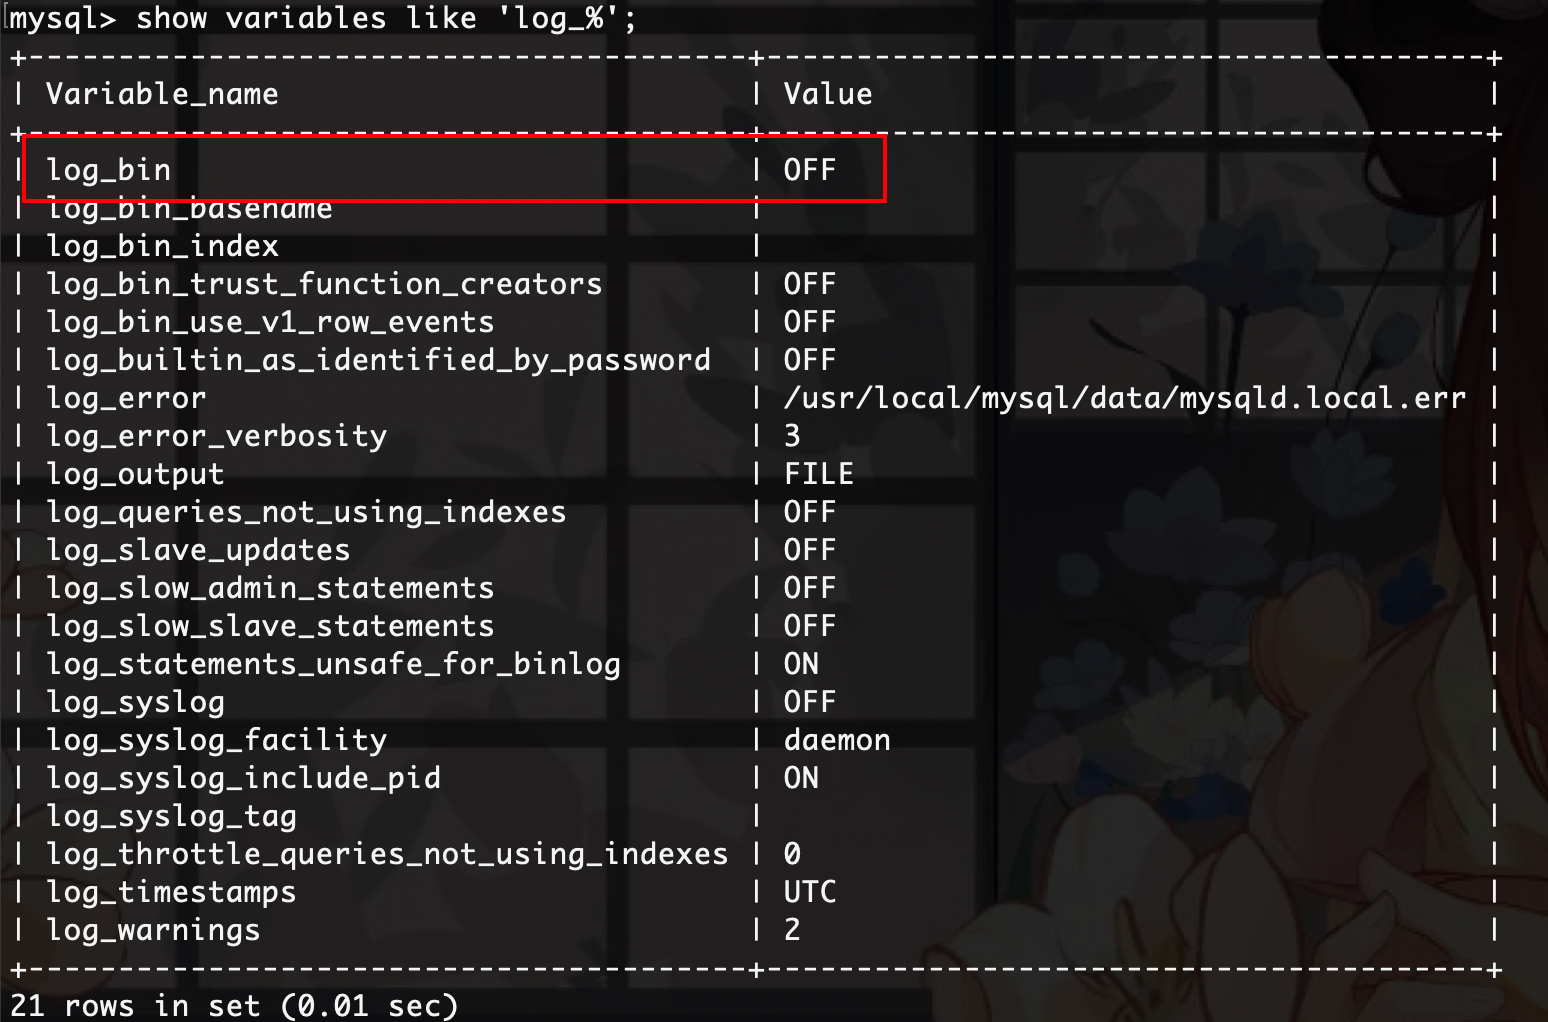 mysql> show variables like 'log_%';
+----------------------------------------+----------------------------------------+
| Variable_name                          | Value                                  |
+----------------------------------------+----------------------------------------+
| log_bin                                | OFF                                    |
| log_bin_basename                       |                                        |
| log_bin_index                          |                                        |
| log_bin_trust_function_creators        | OFF                                    |
| log_bin_use_v1_row_events              | OFF                                    |
| log_builtin_as_identified_by_password  | OFF                                    |
| log_error                              | /usr/local/mysql/data/mysqld.local.err |
| log_error_verbosity                    | 3                                      |
| log_output                             | FILE                                   |
| log_queries_not_using_indexes          | OFF                                    |
| log_slave_updates                      | OFF                                    |
| log_slow_admin_statements              | OFF                                    |
| log_slow_slave_statements              | OFF                                    |
| log_statements_unsafe_for_binlog       | ON                                     |
| log_syslog                             | OFF                                    |
| log_syslog_facility                    | daemon                                 |
| log_syslog_include_pid                 | ON                                     |
| log_syslog_tag                         |                                        |
| log_throttle_queries_not_using_indexes | 0                                      |
| log_timestamps                         | UTC                                    |
| log_warnings                           | 2                                      |
+----------------------------------------+----------------------------------------+
21 rows in set (0.01 sec)